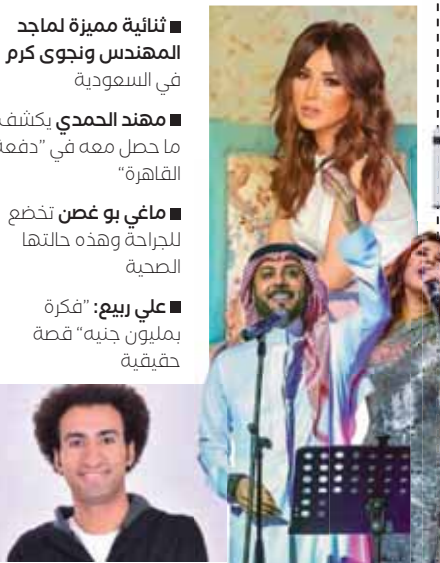 ■ ثنائية مميزة لماجد
المهندس ونجوى كرم
في السعودية
■ مهند الحمدي يكشف
ما حصل معه في "دفعة
القاهرة"
■ ماغي بو غصن تخضع
للجراحة وهذه حالتها
الصحية
■ علي ربيع: "فكرة
بمليون جنيه" قصة
حقيقية